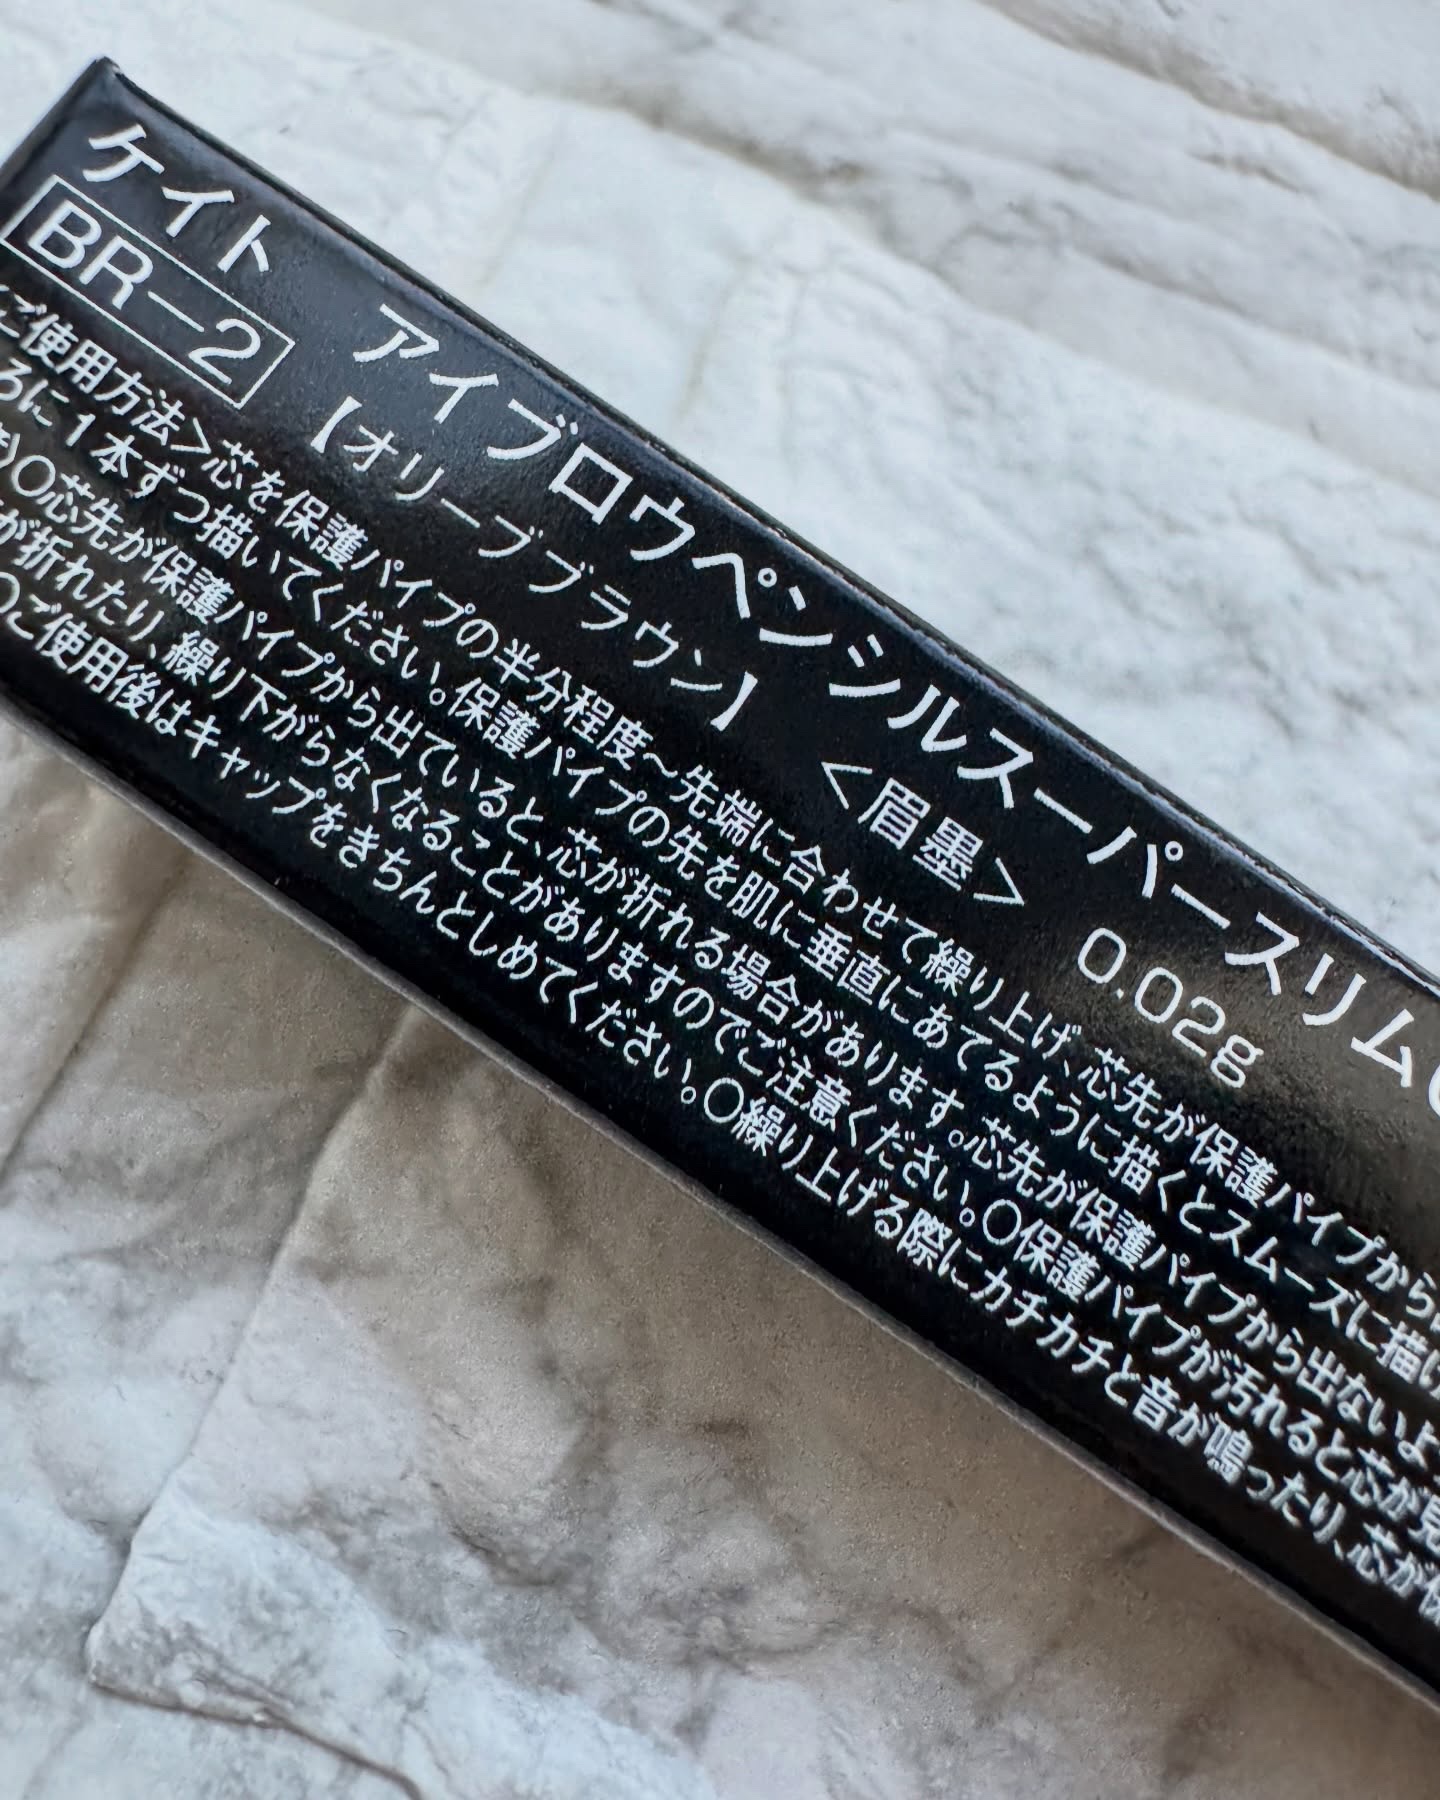 ケイト　アイブロウペンシルスーパースリム
BR-2 【オリーブブラウン】 <眉墨> 0.02g
ご使用方法>芯を保護パイプの半分程度〜先端に合わせて繰り上げ、芯先が保護パイプから
ろに1本ずつ描いてください。保護パイプの先を肌に垂直にあてるように描くとスムーズに描け
○芯先が保護パイプから出ていると、芯が折れる場合があります。芯先が保護パイプから出ないよ
が折れたり、繰り下がらなくなることがありますのでご注意ください。○保護パイプが汚れると芯が見
○ご使用後はキャップをきちんとしめてください。○繰り上げる際にカチカチと音が鳴ったり、芯が保